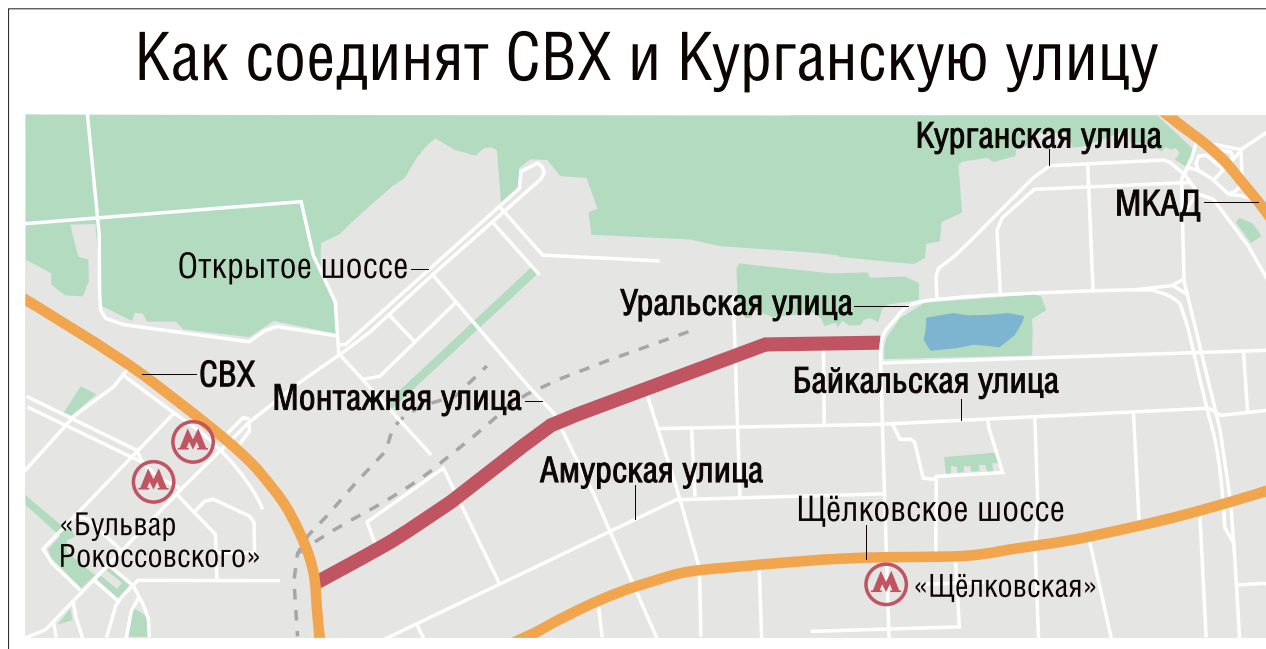 Как соединят СВХ и Курганскую улицу
Курганская улица
МКАД
Открытое шоссе
Уральская улица
СВХ
Байкальская улица
Монтажная улица
М
Амурская улица
М
Щёлковское шоссе
«Бульвар
Рокоссовского»
М
«Щёлковская»